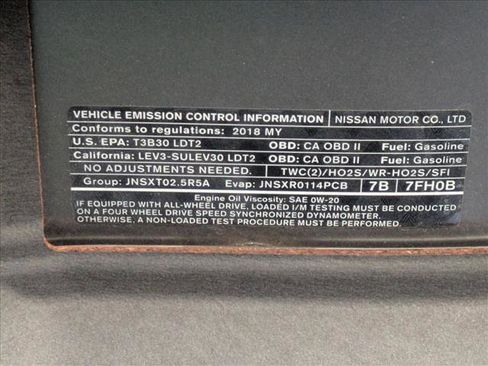 VEHICLE EMISSION CONTROL INFORMATION NISSAN MOTOR CO., LTD
Conforms to regulations: 2018 MY
U.S. EPA: T3B30 LDT2 OBD: CA OBD II Fuel: Gasoline
California: LEV3-SULEV30 LDT2 OBD: CA OBD II Fuel: Gasoline
NO ADJUSTMENTS NEEDED. TWC(2)/HO2S/WR-HO2S/SFI
Group: JNSXT02.5R5A Evap: JNSXR0114PCB 7B 7FH0B
Engine Oil Viscosity: SAE 0W-20
IF EQUIPPED WITH ALL-WHEEL DRIVE, LOADED I/M TESTING MUST BE CONDUCTED
ON A FOUR WHEEL DRIVE SPEED SYNCHRONIZED DYNAMOMETER.
OTHERWISE, A NON-LOADED TEST PROCEDURE MUST BE PERFORMED.